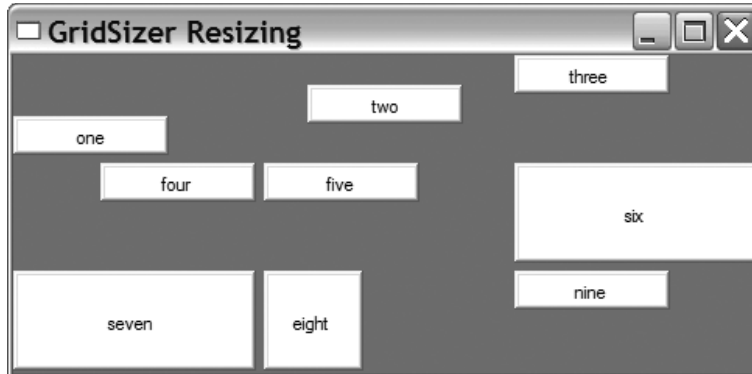 GridSizer Resizing
three
two
one
four five
six
seven eight nine